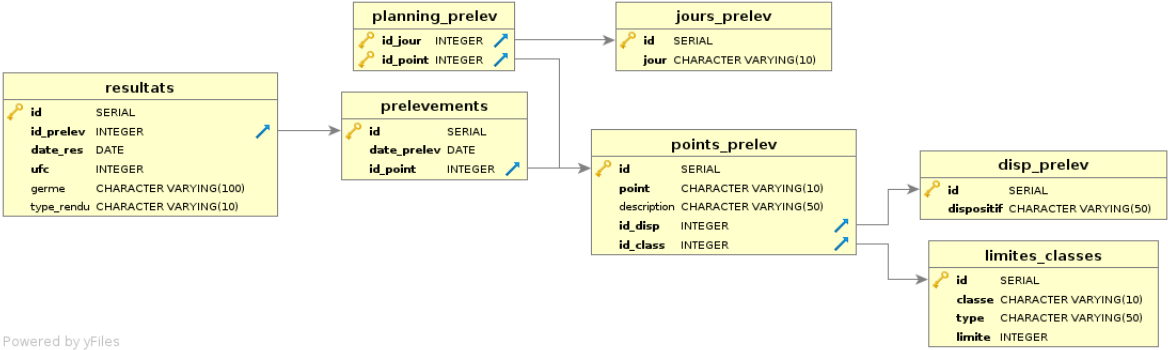 planning_prelev
id_jour INTEGER
id_point INTEGER
jours_prelev
id SERIAL
jour CHARACTER VARYING(10)
resultats
id SERIAL
id_prelev INTEGER
date_res DATE
ufc INTEGER
germe CHARACTER VARYING(100)
type_rendu CHARACTER VARYING(10)
prelevements
id SERIAL
date_prelev DATE
id_point INTEGER
points_prelev
id SERIAL
point CHARACTER VARYING(10)
description CHARACTER VARYING(50)
id_disp INTEGER
id_class INTEGER
disp_prelev
id SERIAL
dispositif CHARACTER VARYING(50)
limites_classes
id SERIAL
classe CHARACTER VARYING(10)
type CHARACTER VARYING(50)
limite INTEGER
Powered by yFiles